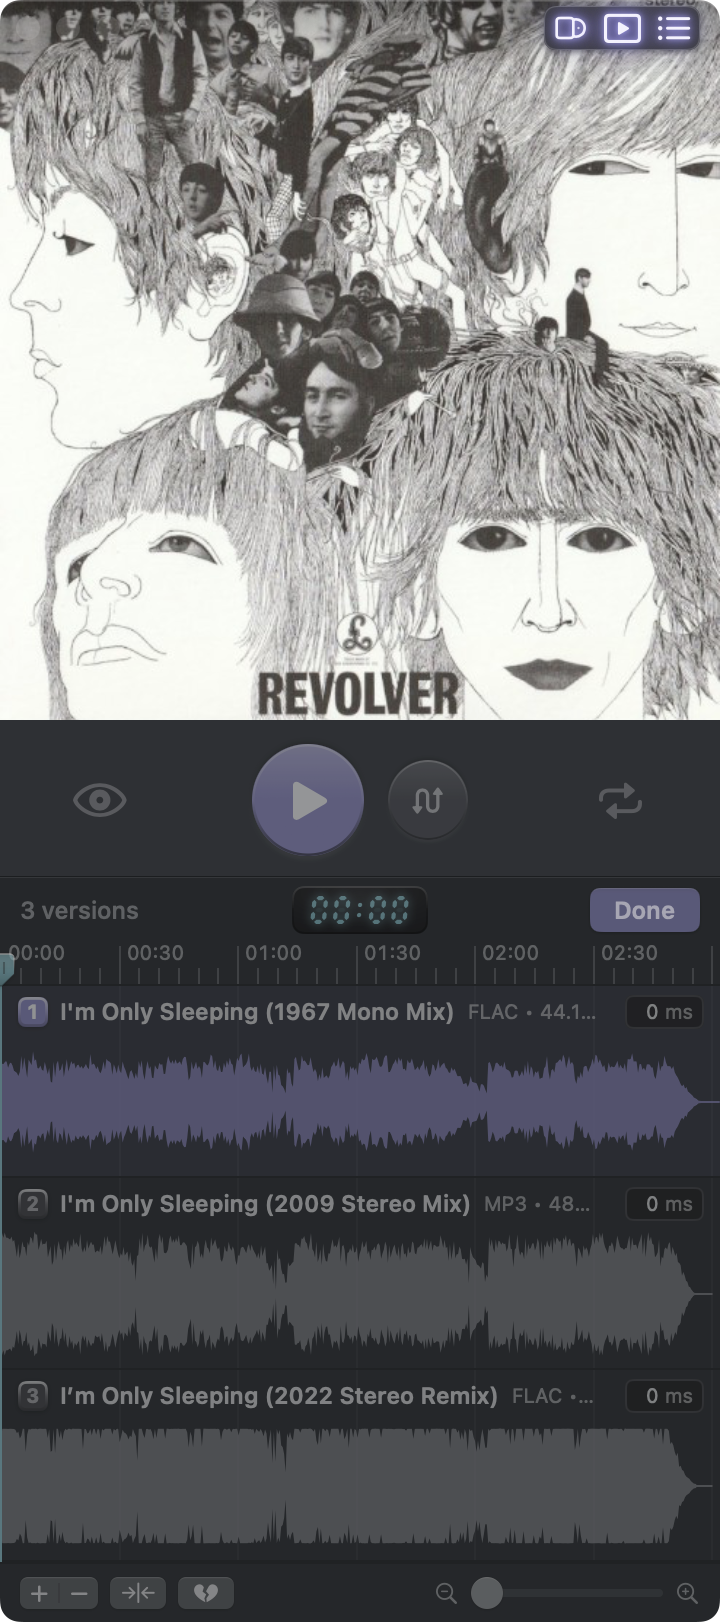 stereo
REVOLVER
3 versions
00:00
Done
00:00 00:30 01:00 01:30 02:00 02:30
1 I'm Only Sleeping (1967 Mono Mix) FLAC • 44.1... 0 ms
2 I'm Only Sleeping (2009 Stereo Mix) MP3 • 48... 0 ms
3 I’m Only Sleeping (2022 Stereo Remix) FLAC •... 0 ms